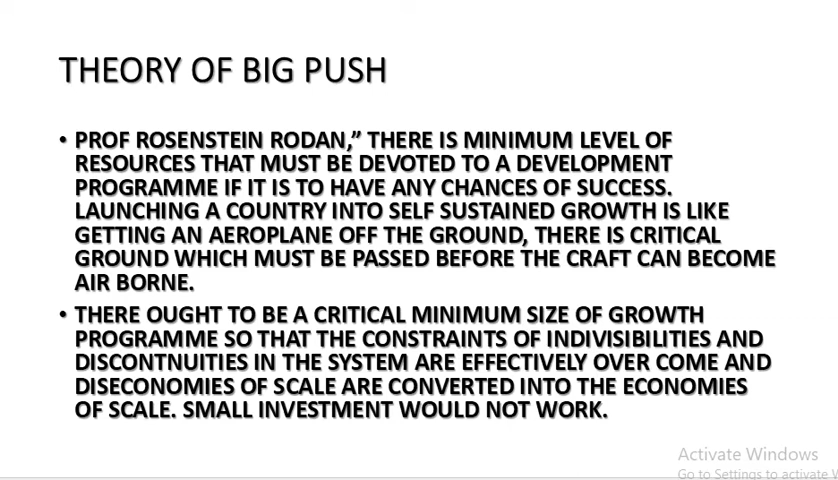 THEORY OF BIG PUSH
• PROF ROSENSTEIN RODAN,” THERE IS MINIMUM LEVEL OF
RESOURCES THAT MUST BE DEVOTED TO A DEVELOPMENT
PROGRAMME IF IT IS TO HAVE ANY CHANCES OF SUCCESS.
LAUNCHING A COUNTRY INTO SELF SUSTAINED GROWTH IS LIKE
GETTING AN AEROPLANE OFF THE GROUND, THERE IS CRITICAL
GROUND WHICH MUST BE PASSED BEFORE THE CRAFT CAN BECOME
AIR BORNE.
• THERE OUGHT TO BE A CRITICAL MINIMUM SIZE OF GROWTH
PROGRAMME SO THAT THE CONSTRAINTS OF INDIVISIBILITIES AND
DISCONTNUITIES IN THE SYSTEM ARE EFFECTIVELY OVER COME AND
DISECONOMIES OF SCALE ARE CONVERTED INTO THE ECONOMIES
OF SCALE. SMALL INVESTMENT WOULD NOT WORK.
Activate Windows
Go to Settings to activate W